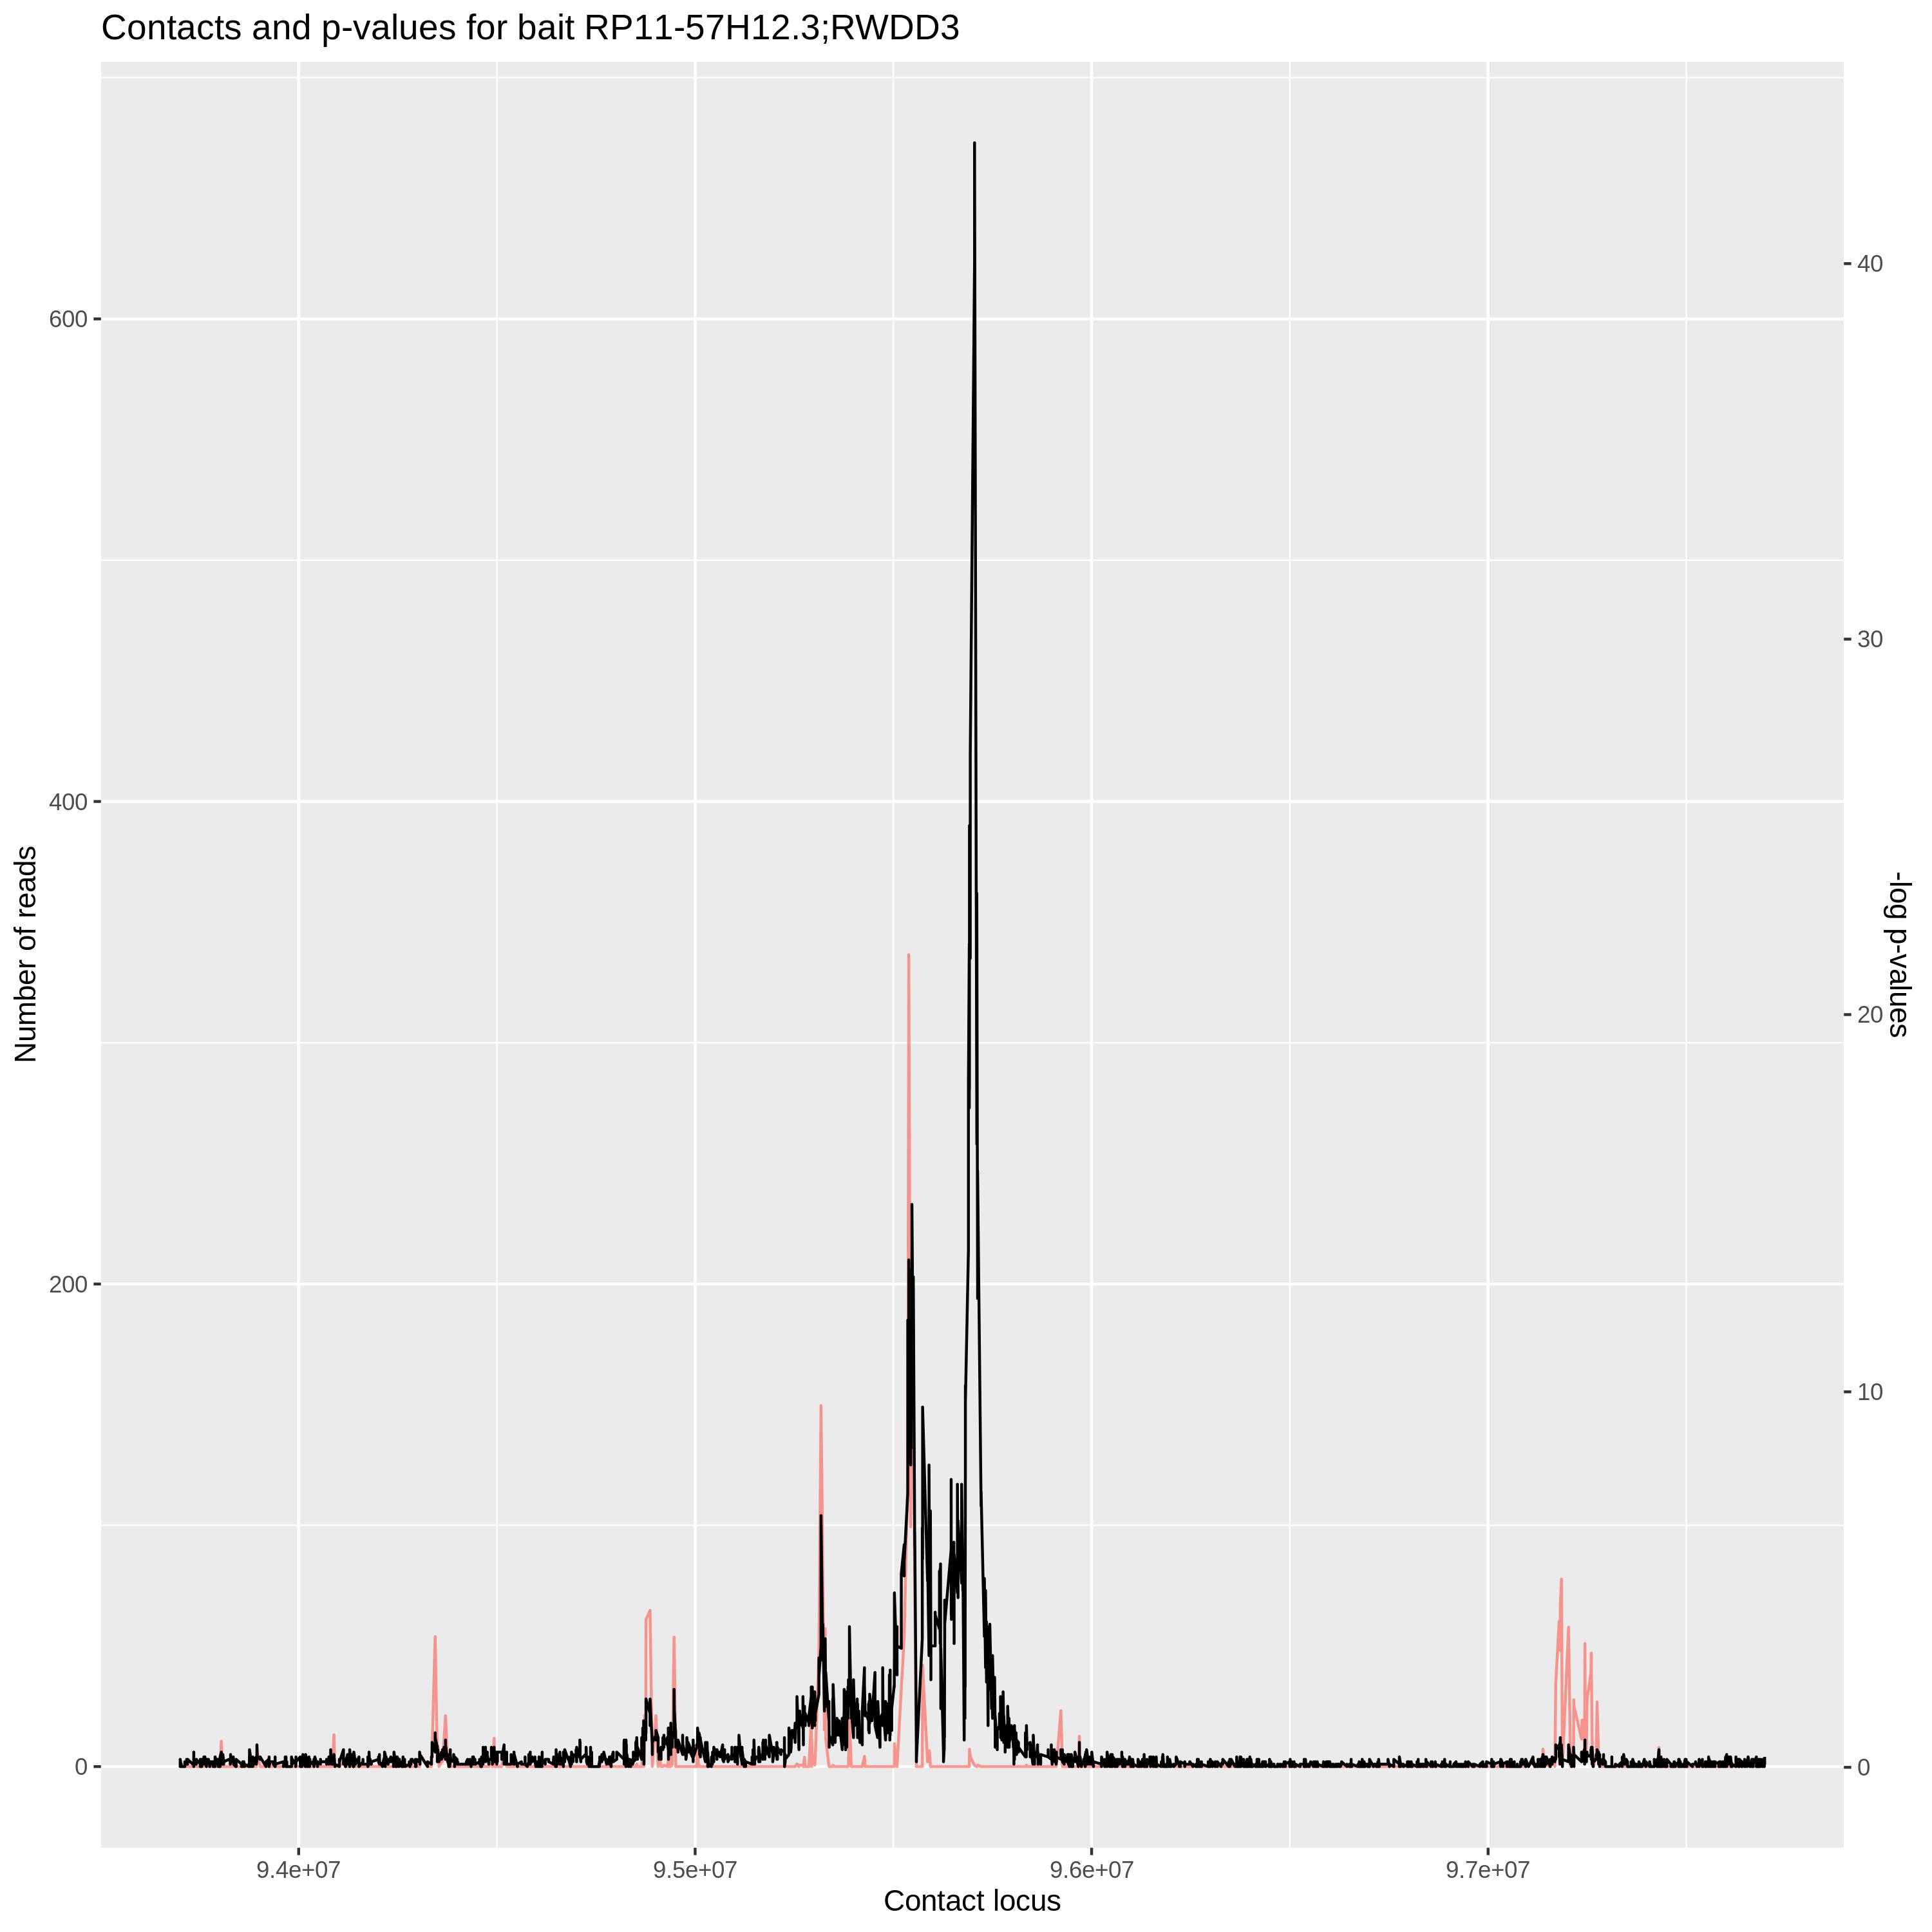 Contacts and p-values for bait RP11-57H12.3;RWDD3
600
400
200
0
Number of reads
40
30
20
10
0
-log p-values
9.4e+07
9.5e+07
9.6e+07
9.7e+07
Contact locus